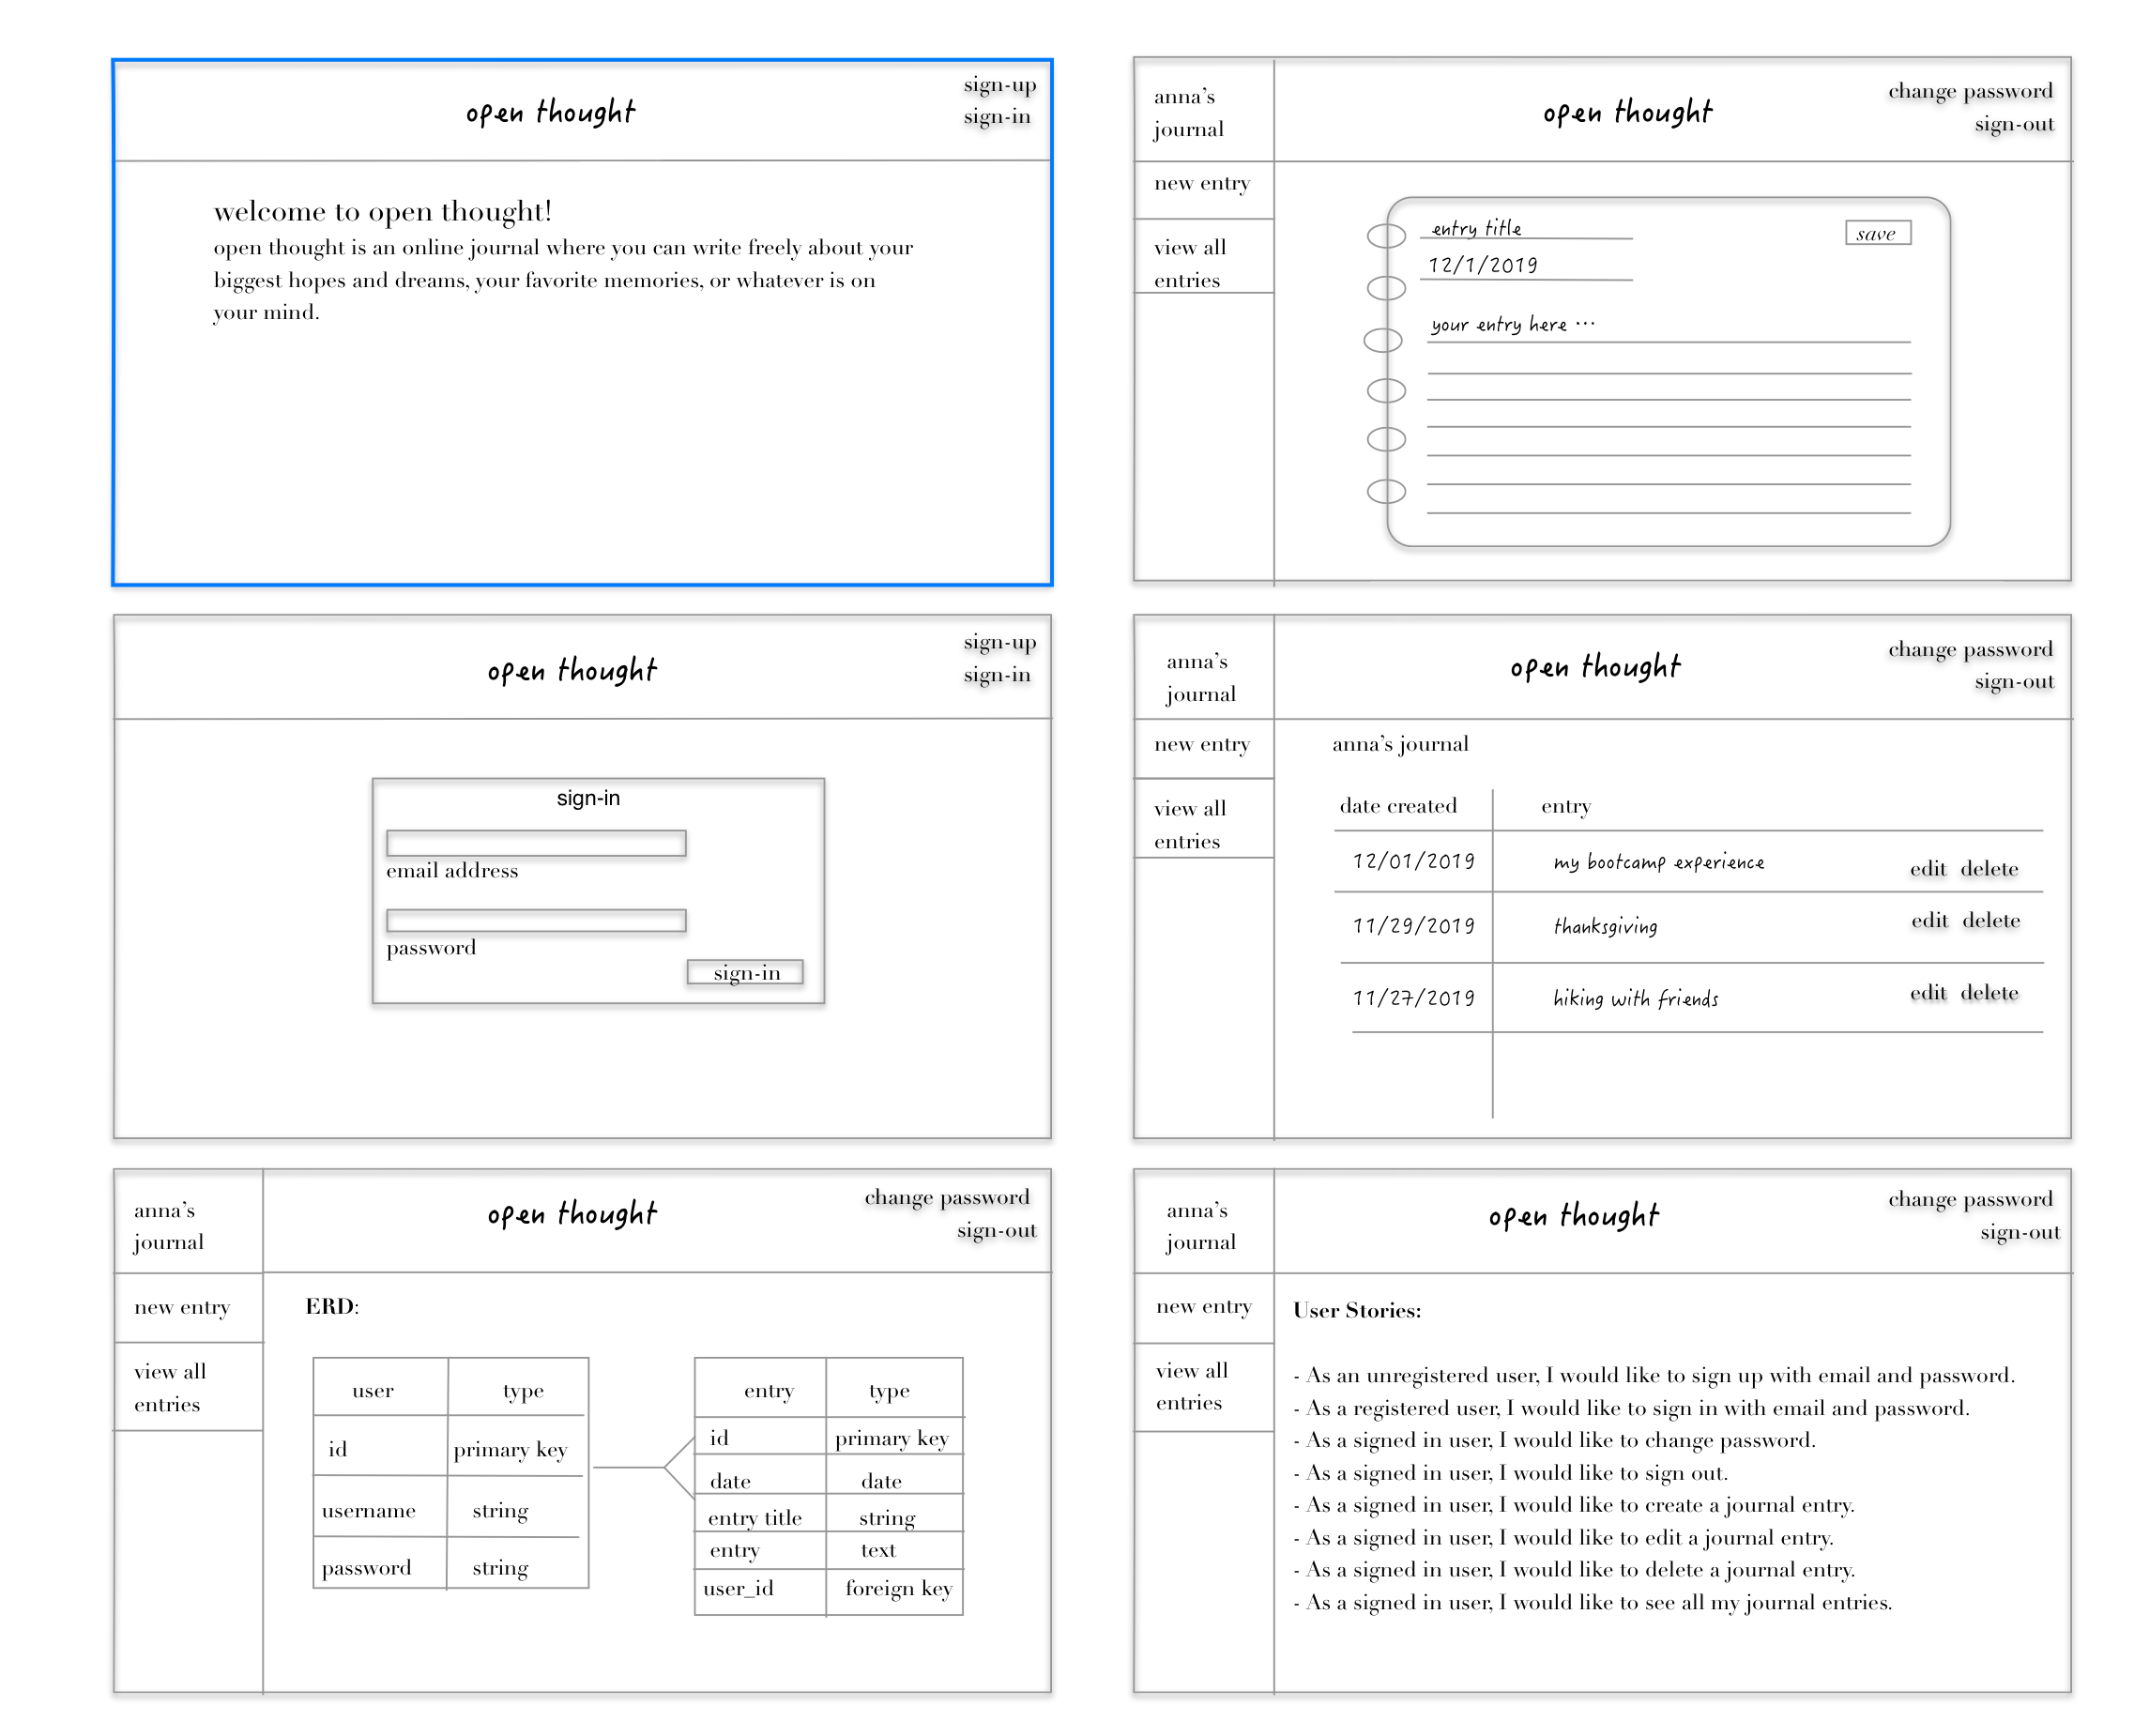 open thought
sign-up
sign-in
welcome to open thought!
open thought is an online journal where you can write freely about your
biggest hopes and dreams, your favorite memories, or whatever is on
your mind.
anna's
journal
open thought
change password
sign-out
new entry
view all
entries
entry title
save
12/1/2019
your entry here ...
open thought
sign-up
sign-in
sign-in
email address
password
sign-in
anna's
journal
open thought
change password
sign-out
new entry
view all
entries
anna's journal
date created entry
12/01/2019 my bootcamp experience edit delete
11/29/2019 thanksgiving edit delete
11/27/2019 hiking with friends edit delete
anna's
journal
open thought
change password
sign-out
new entry
view all
entries
ERD:
user type
id primary key
username string
password string
entry type
id primary key
date date
entry title string
entry text
user_id foreign key
anna's
journal
open thought
change password
sign-out
new entry
view all
entries
User Stories:
- As an unregistered user, I would like to sign up with email and password.
- As a registered user, I would like to sign in with email and password.
- As a signed in user, I would like to change password.
- As a signed in user, I would like to sign out.
- As a signed in user, I would like to create a journal entry.
- As a signed in user, I would like to edit a journal entry.
- As a signed in user, I would like to delete a journal entry.
- As a signed in user, I would like to see all my journal entries.